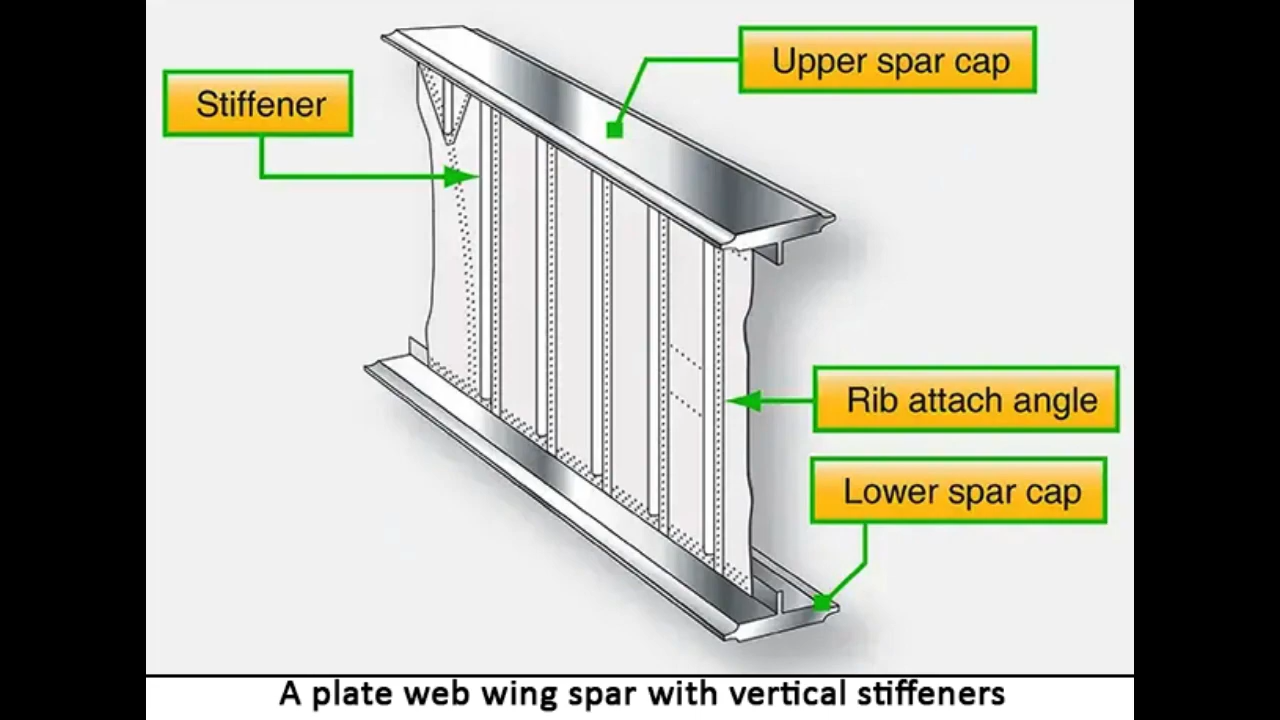 Upper spar cap
Stiffener
Rib attach angle
Lower spar cap
A plate web wing spar with vertical stiffeners